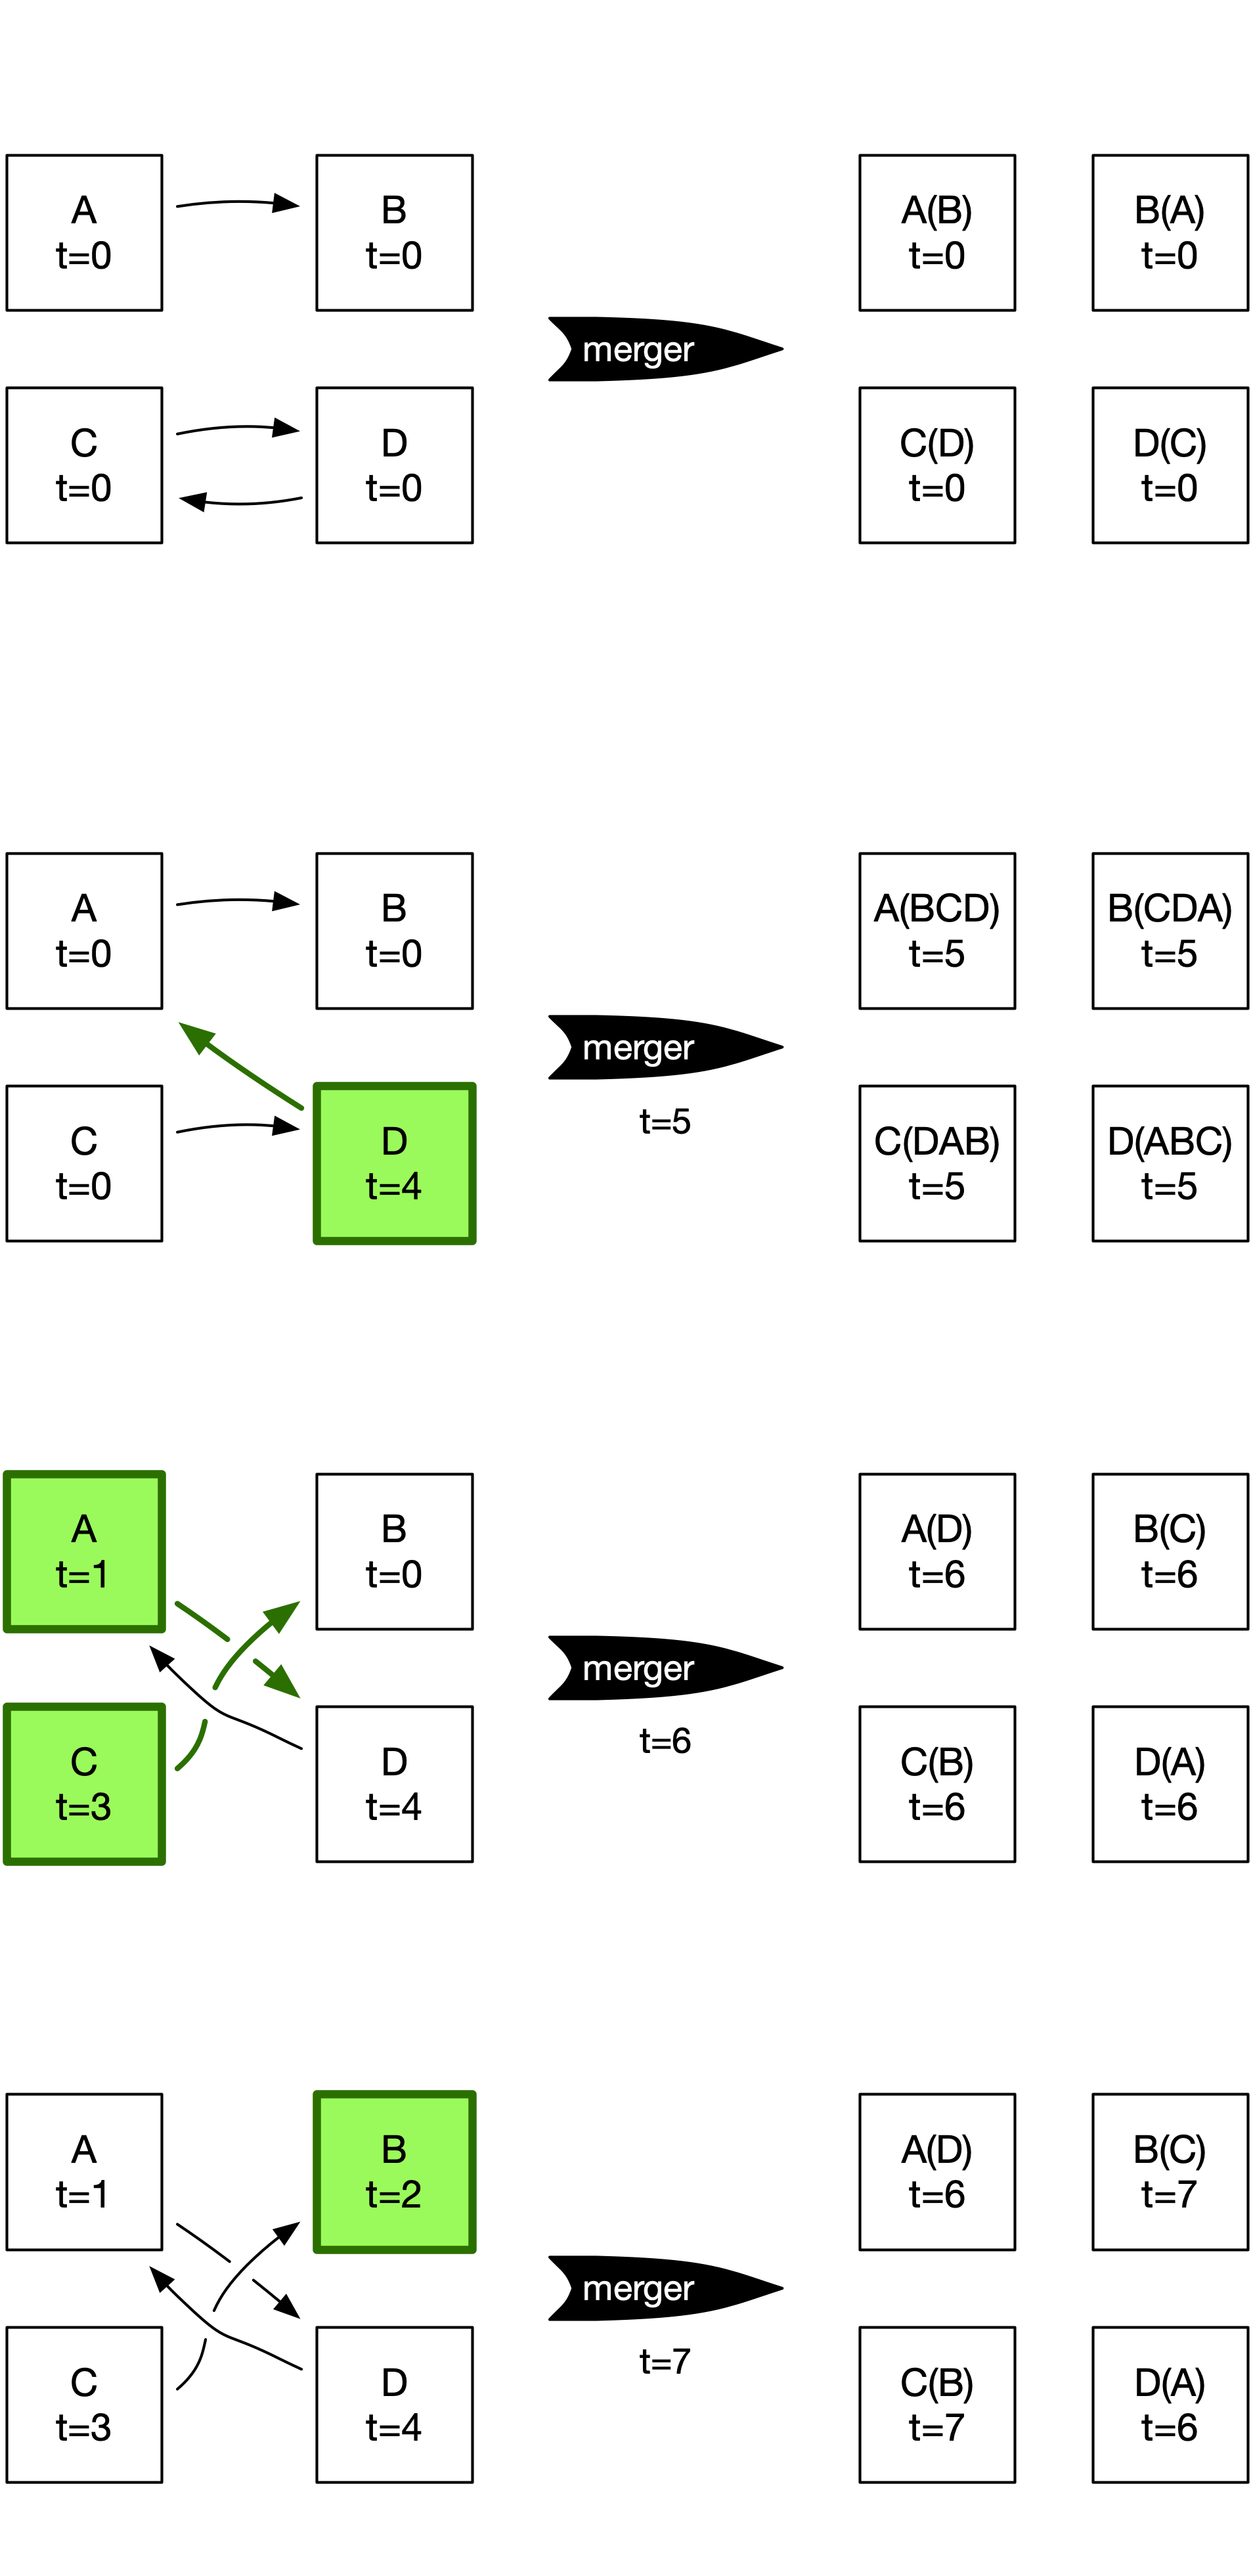 A
t=0
B
t=0
A(B)
t=0
B(A)
t=0
merger
C
t=0
D
t=0
C(D)
t=0
D(C)
t=0
A
t=0
B
t=0
A(BCD)
t=5
B(CDA)
t=5
merger
t=5
C
t=0
D
t=4
C(DAB)
t=5
D(ABC)
t=5
A
t=1
B
t=0
A(D)
t=6
B(C)
t=6
merger
t=6
C
t=3
D
t=4
C(B)
t=6
D(A)
t=6
A
t=1
B
t=2
A(D)
t=6
B(C)
t=7
merger
t=7
C
t=3
D
t=4
C(B)
t=7
D(A)
t=6